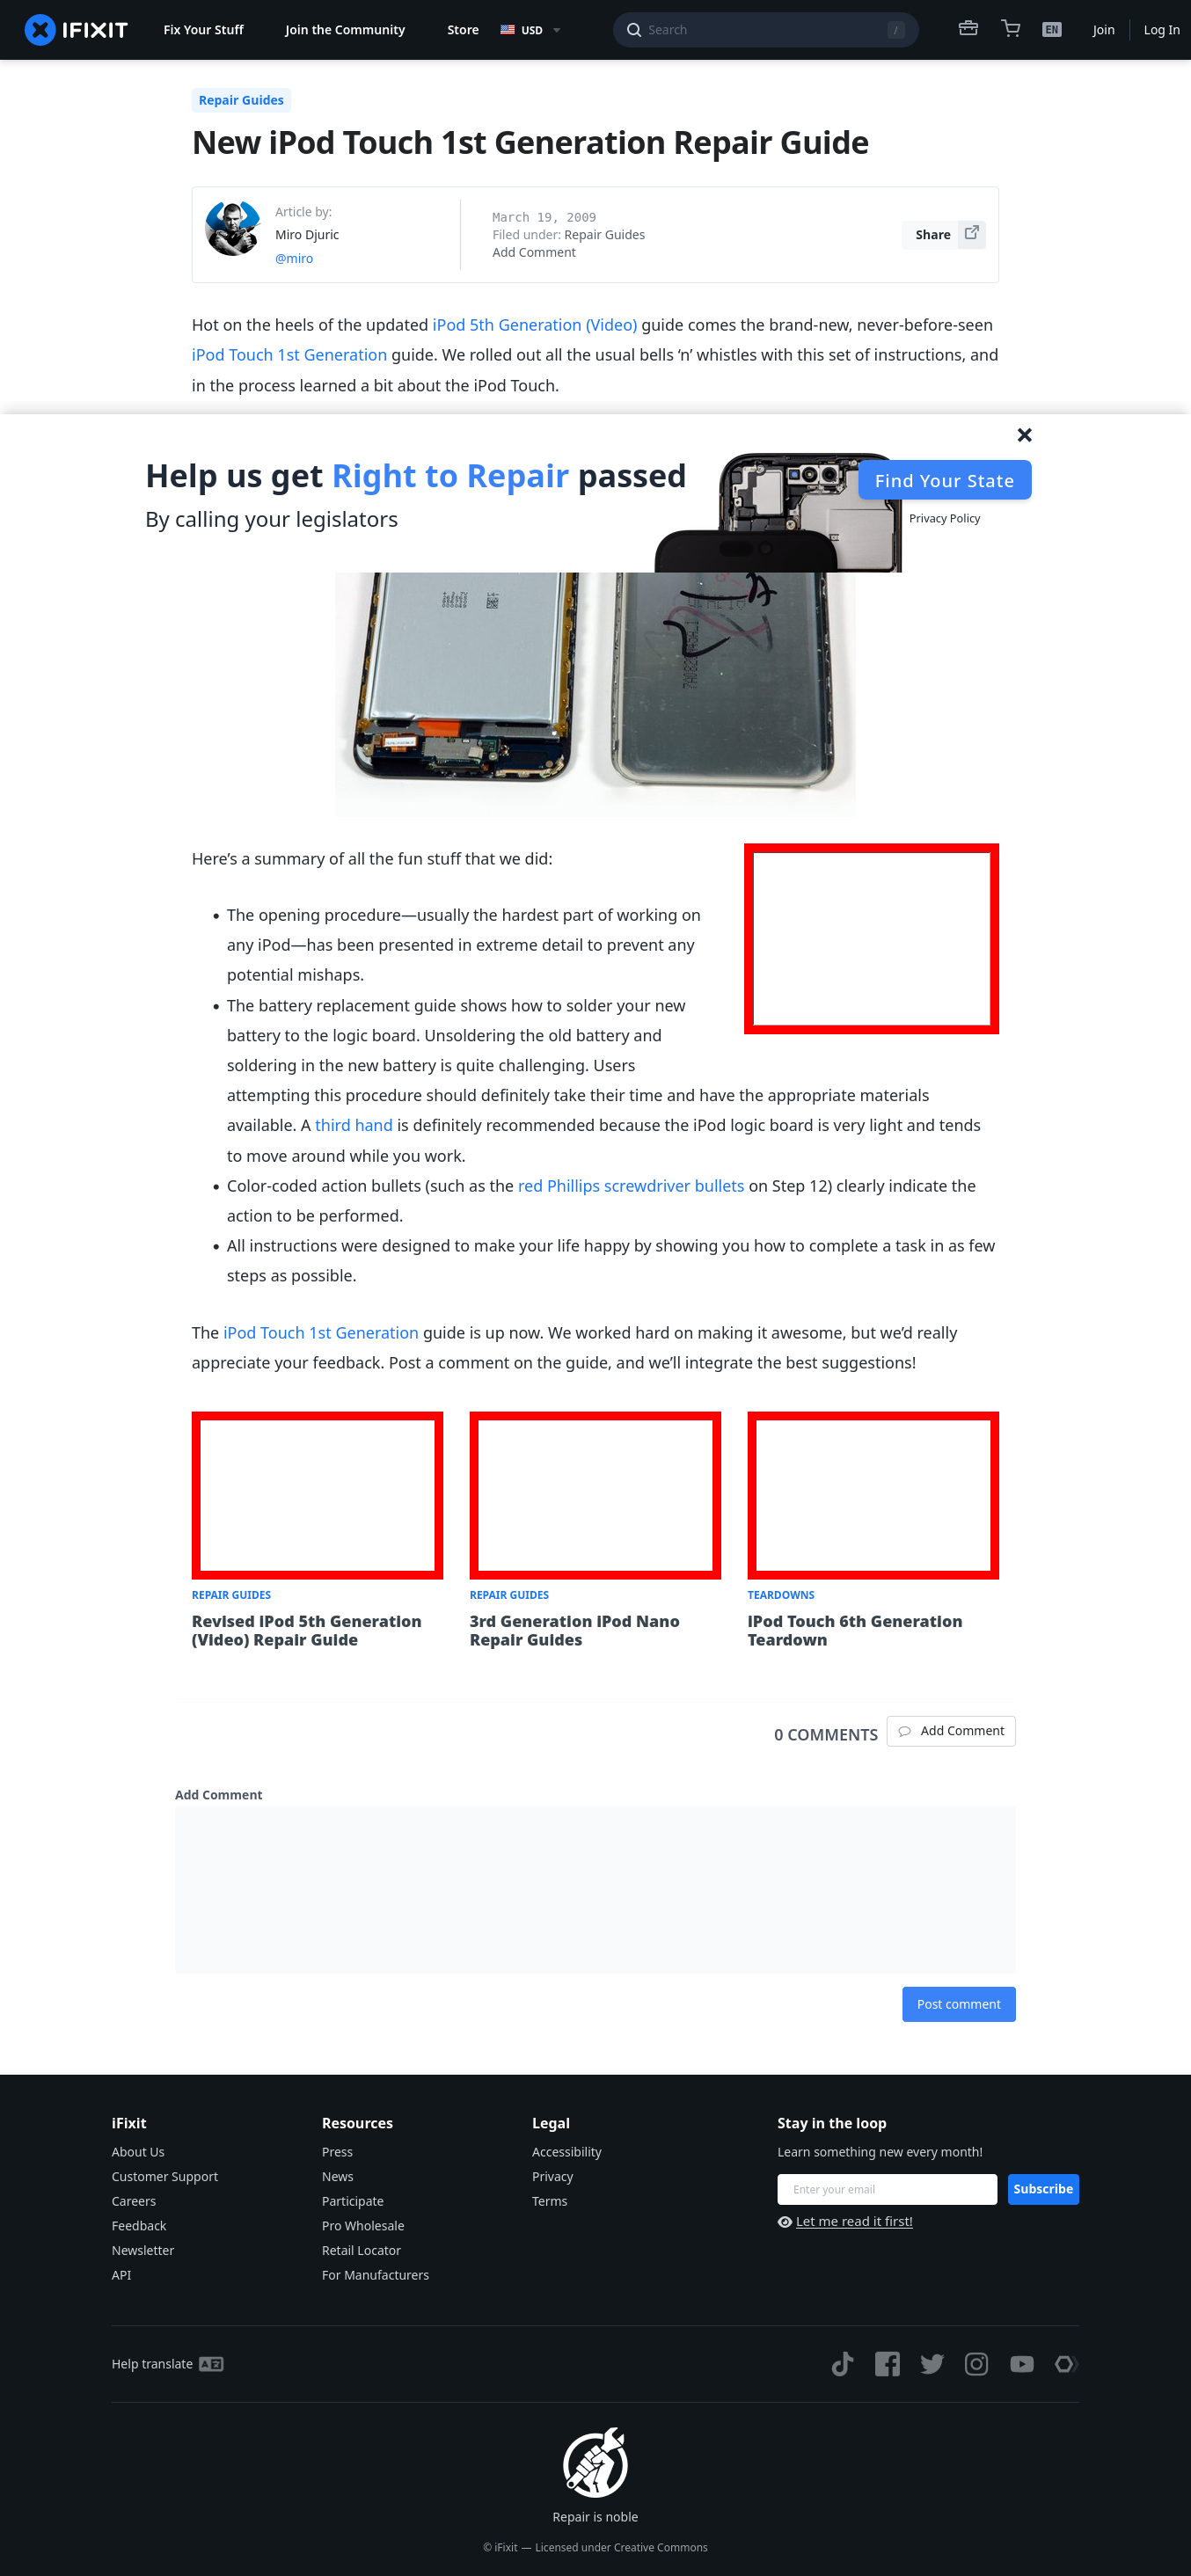 IFIXIT
Fix Your Stuff
Join the Community
Store
USD
Search
/
EN
Join
Log In
Repair Guides
New iPod Touch 1st Generation Repair Guide
Article by:
Miro Djuric
@miro
March 19, 2009
Filed under: Repair Guides
Add Comment
Share
Hot on the heels of the updated iPod 5th Generation (Video) guide comes the brand-new, never-before-seen
iPod Touch 1st Generation guide. We rolled out all the usual bells ‘n’ whistles with this set of instructions, and
in the process learned a bit about the iPod Touch.
Help us get Right to Repair passed
By calling your legislators
Find Your State
Privacy Policy
Here’s a summary of all the fun stuff that we did:
The opening procedure—usually the hardest part of working on
any iPod—has been presented in extreme detail to prevent any
potential mishaps.
The battery replacement guide shows how to solder your new
battery to the logic board. Unsoldering the old battery and
soldering in the new battery is quite challenging. Users
attempting this procedure should definitely take their time and have the appropriate materials
available. A third hand is definitely recommended because the iPod logic board is very light and tends
to move around while you work.
Color-coded action bullets (such as the red Phillips screwdriver bullets on Step 12) clearly indicate the
action to be performed.
All instructions were designed to make your life happy by showing you how to complete a task in as few
steps as possible.
The iPod Touch 1st Generation guide is up now. We worked hard on making it awesome, but we’d really
appreciate your feedback. Post a comment on the guide, and we’ll integrate the best suggestions!
REPAIR GUIDES
Revised iPod 5th Generation
(Video) Repair Guide
REPAIR GUIDES
3rd Generation iPod Nano
Repair Guides
TEARDOWNS
iPod Touch 6th Generation
Teardown
0 COMMENTS
Add Comment
Add Comment
Post comment
iFixit
About Us
Customer Support
Careers
Feedback
Newsletter
API
Resources
Press
News
Participate
Pro Wholesale
Retail Locator
For Manufacturers
Legal
Accessibility
Privacy
Terms
Stay in the loop
Learn something new every month!
Enter your email
Subscribe
Let me read it first!
Help translate
Repair is noble
© iFixit — Licensed under Creative Commons